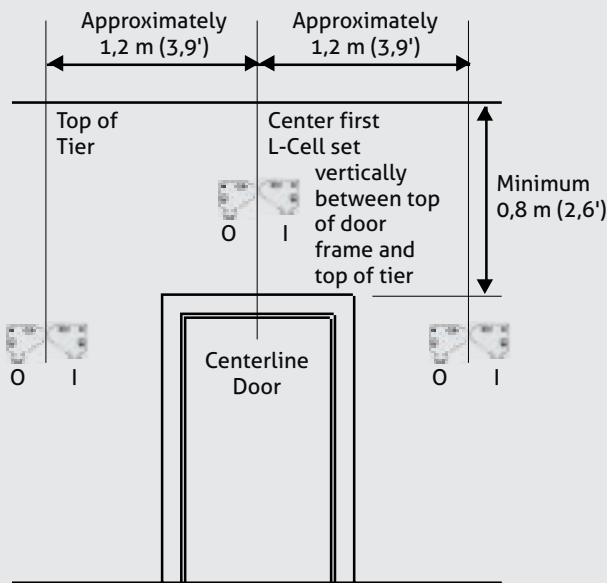 Approximately
1,2 m (3,9')
Approximately
1,2 m (3,9')
Top of
Tier
Center first
L-Cell set
vertically
between top
of door
frame and
top of tier
Minimum
0,8 m (2,6')
O I
O I
O I
Centerline
Door